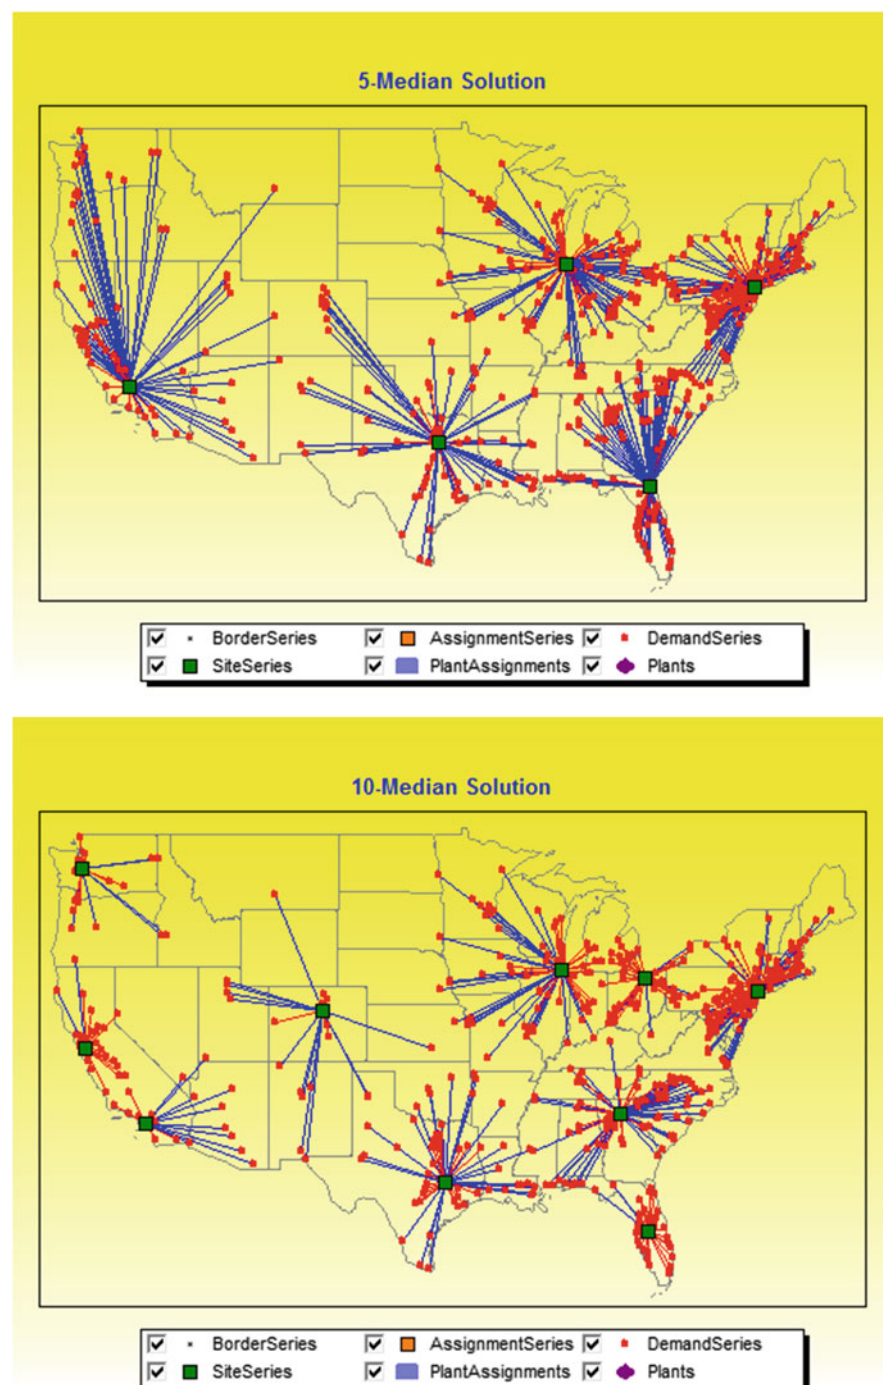 5-Median Solution
BorderSeries AssignmentSeries DemandSeries
SiteSeries PlantAssignments Plants
10-Median Solution
BorderSeries AssignmentSeries DemandSeries
SiteSeries PlantAssignments Plants